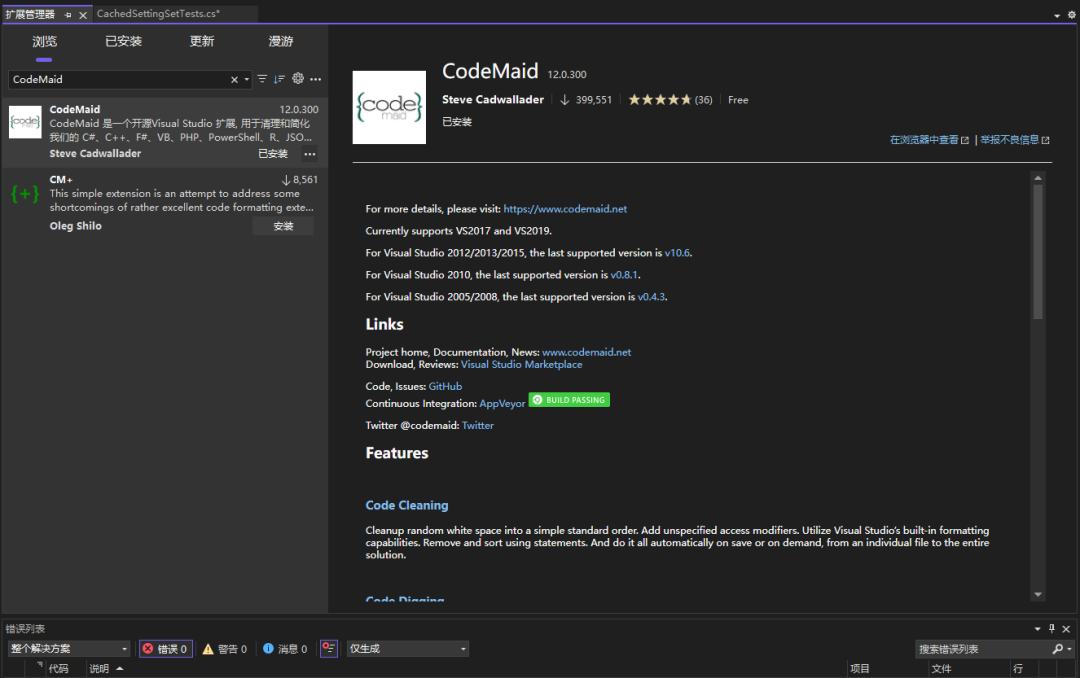 扩展管理器
CachedSettingSetTests.cs*
浏览 已安装 更新 漫游
CodeMaid
{code} maid
CodeMaid 12.0.300
CodeMaid 是一个开源Visual Studio 扩展, 用于清理和简化
我们的 C#、C++、F#、VB、PHP、PowerShell、R、JSO...
Steve Cadwallader 已安装
{+}
CM+ 8,561
This simple extension is an attempt to address some
shortcomings of rather excellent code formatting exte...
Oleg Shilo 安装
{code} maid
CodeMaid 12.0.300
Steve Cadwallader 399,551 (36) Free
已安装
在浏览器中查看 | 举报不良信息
For more details, please visit: https://www.codemaid.net
Currently supports VS2017 and VS2019.
For Visual Studio 2012/2013/2015, the last supported version is v10.6.
For Visual Studio 2010, the last supported version is v0.8.1.
For Visual Studio 2005/2008, the last supported version is v0.4.3.
Links
Project home, Documentation, News: www.codemaid.net
Download, Reviews: Visual Studio Marketplace
Code, Issues: GitHub
Continuous Integration: AppVeyor BUILD PASSING
Twitter @codemaid: Twitter
Features
Code Cleaning
Cleanup random white space into a simple standard order. Add unspecified access modifiers. Utilize Visual Studio's built-in formatting
capabilities. Remove and sort using statements. And do it all automatically on save or on demand, from an individual file to the entire
solution.
Code Digging
错误列表
整个解决方案 错误 0 警告 0 消息 0 仅生成 搜索错误列表
代码 说明 项目 文件 行